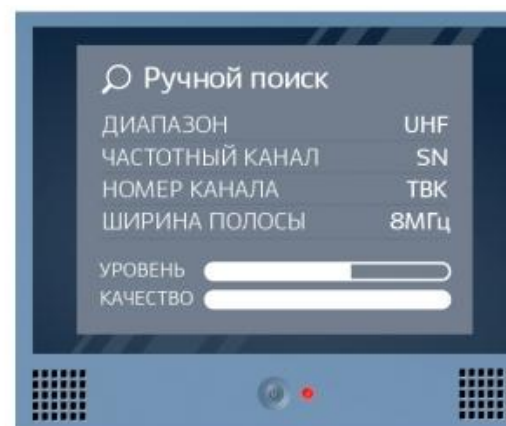 Ручной поиск
ДИАПАЗОН UHF
ЧАСТОТНЫЙ КАНАЛ SN
НОМЕР КАНАЛА ТВК
ШИРИНА ПОЛОСЫ 8МГц
УРОВЕНЬ
КАЧЕСТВО